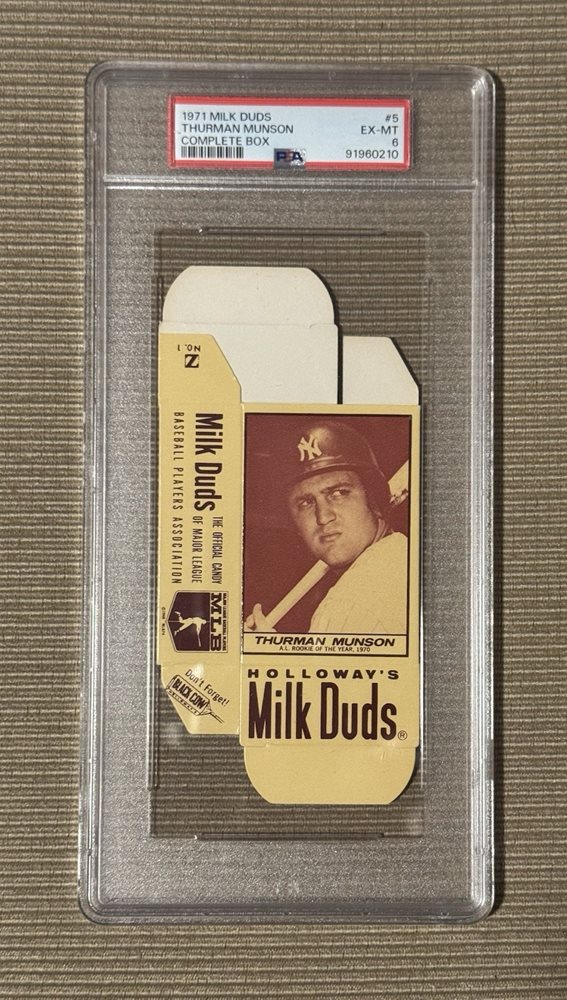 1971 MILK DUDS #5
THURMAN MUNSON EX-MT
COMPLETE BOX 6
PSA 91960210
Z
NO. 1
Milk Duds THE OFFICIAL CANDY
OF MAJOR LEAGUE
BASEBALL PLAYERS ASSOCIATION
MLB
Don't Forget!
BLACK COW
NY
THURMAN MUNSON
A.L. ROOKIE OF THE YEAR, 1970
HOLLOWAY'S
Milk Duds®